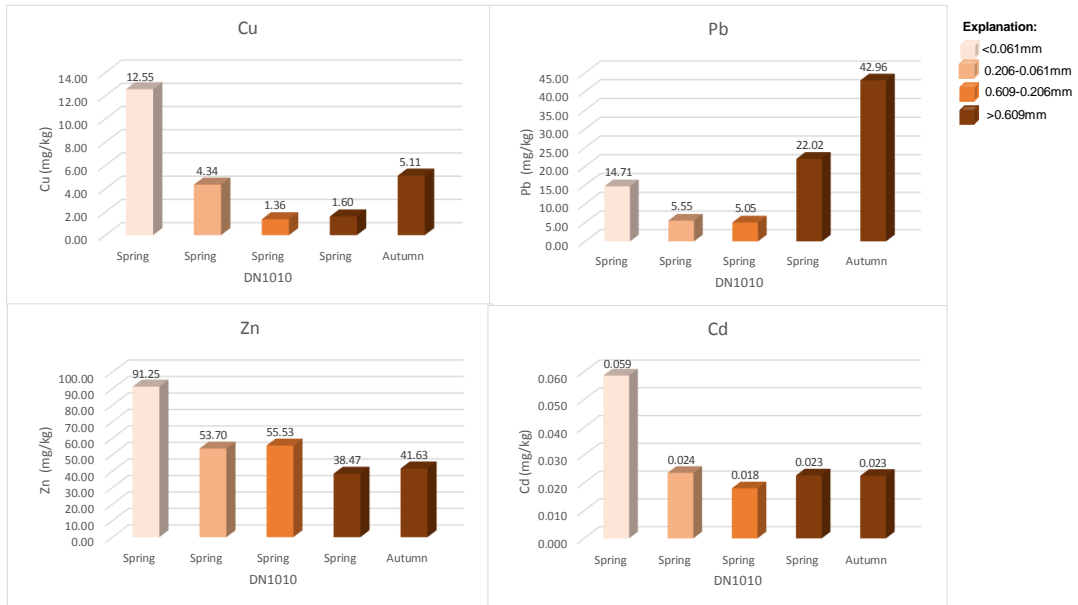 Cu
Cu (mg/kg)
14.00
12.00
10.00
8.00
6.00
4.00
2.00
0.00
12.55
4.34
1.36
1.60
5.11
Spring Spring Spring Spring Autumn
DN1010
Pb
Pb (mg/kg)
45.00
40.00
35.00
30.00
25.00
20.00
15.00
10.00
5.00
0.00
14.71
5.55
5.05
22.02
42.96
Spring Spring Spring Spring Autumn
DN1010
Explanation:
<0.061mm
0.206-0.061mm
0.609-0.206mm
>0.609mm
Zn
Zn (mg/kg)
100.00
90.00
80.00
70.00
60.00
50.00
40.00
30.00
20.00
10.00
0.00
91.25
53.70
55.53
38.47
41.63
Spring Spring Spring Spring Autumn
DN1010
Cd
Cd (mg/kg)
0.060
0.050
0.040
0.030
0.020
0.010
0.000
0.059
0.024
0.018
0.023
0.023
Spring Spring Spring Spring Autumn
DN1010